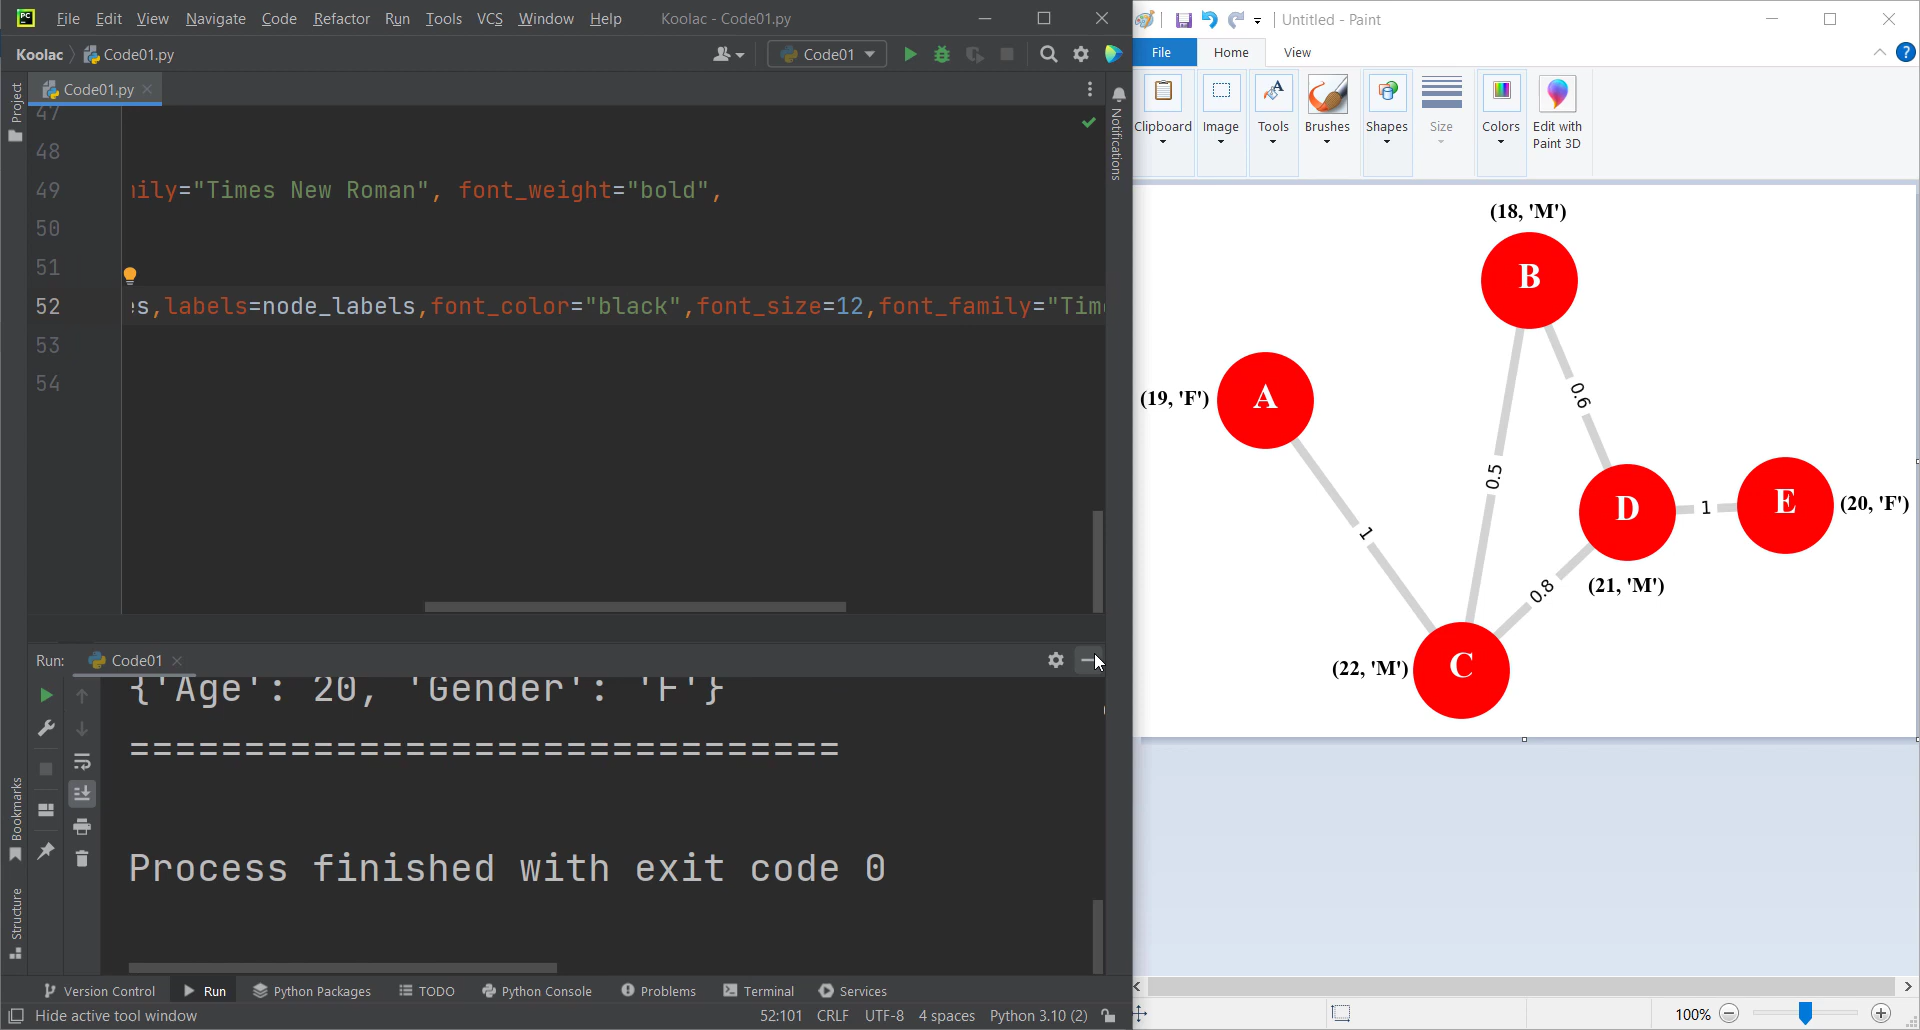 PC File Edit View Navigate Code Refactor Run Tools VCS Window Help Koolac - Code01.py
Koolac Code01.py Code01
Project Code01.py
Notifications
47
48
49 ily="Times New Roman", font_weight="bold",
50
51
52 s,labels=node_labels,font_color="black",font_size=12,font_family="Tim
53
54
Run: Code01
{'Age': 20, 'Gender': 'F'}
===============================
Process finished with exit code 0
Bookmarks
Structure
Version Control Run Python Packages TODO Python Console Problems Terminal Services
Hide active tool window 52:101 CRLF UTF-8 4 spaces Python 3.10 (2)
Untitled - Paint
File Home View ?
Clipboard Image Tools Brushes Shapes Size Colors Edit with
Paint 3D
(18, 'M')
B
(19, 'F') A
0.6
0.5
D 1 E (20, 'F')
1
0.8 (21, 'M')
(22, 'M') C
100%